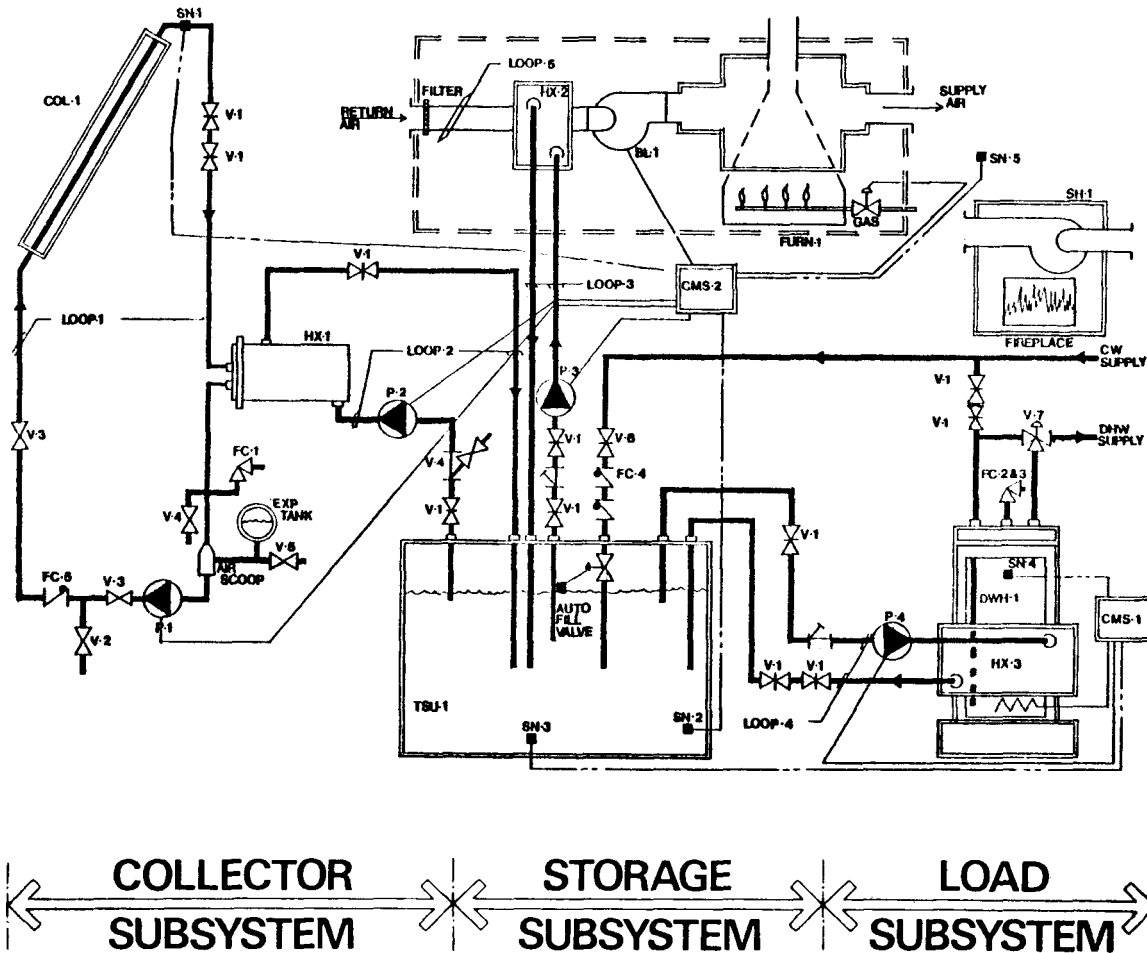 SN·1
COL·1
V·1
V·1
LOOP·1
V·3
FC·1
V·4
EXP
TANK
V·5
AIR
SCOOP
FC·5
V·3
P·1
V·2
HX·1
V·1
LOOP·2
P·2
V·4
V·1
RETURN
AIR
FILTER
LOOP·5
HX·2
BL·1
SUPPLY
AIR
GAS
FURN·1
SN·5
SH·1
FIREPLACE
CMS·2
LOOP·3
P·3
V·1
V·1
V·6
FC·4
CW
SUPPLY
V·1
V·1
V·7
DHW
SUPPLY
FC·2&3
V·1
AUTO
FILL
VALVE
TSU·1
SN·3
SN·2
V·1
V·1
LOOP·4
P·4
SN·4
DWH·1
HX·3
CMS·1
COLLECTOR
SUBSYSTEM
STORAGE
SUBSYSTEM
LOAD
SUBSYSTEM